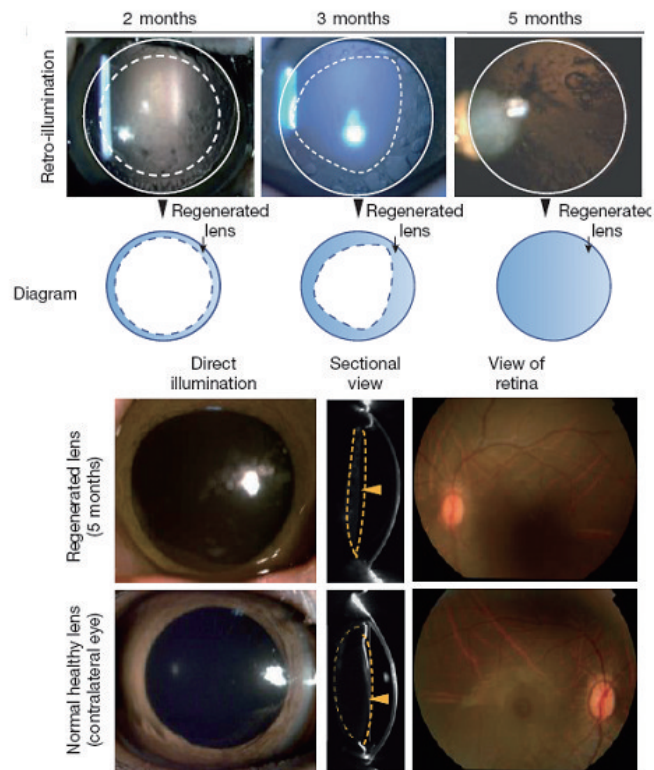 2 months 3 months 5 months
Retro-illumination
Regenerated lens
Regenerated lens
Regenerated lens
Diagram
Direct illumination
Sectional view
View of retina
Regenerated lens (5 months)
Normal healthy lens (contralateral eye)